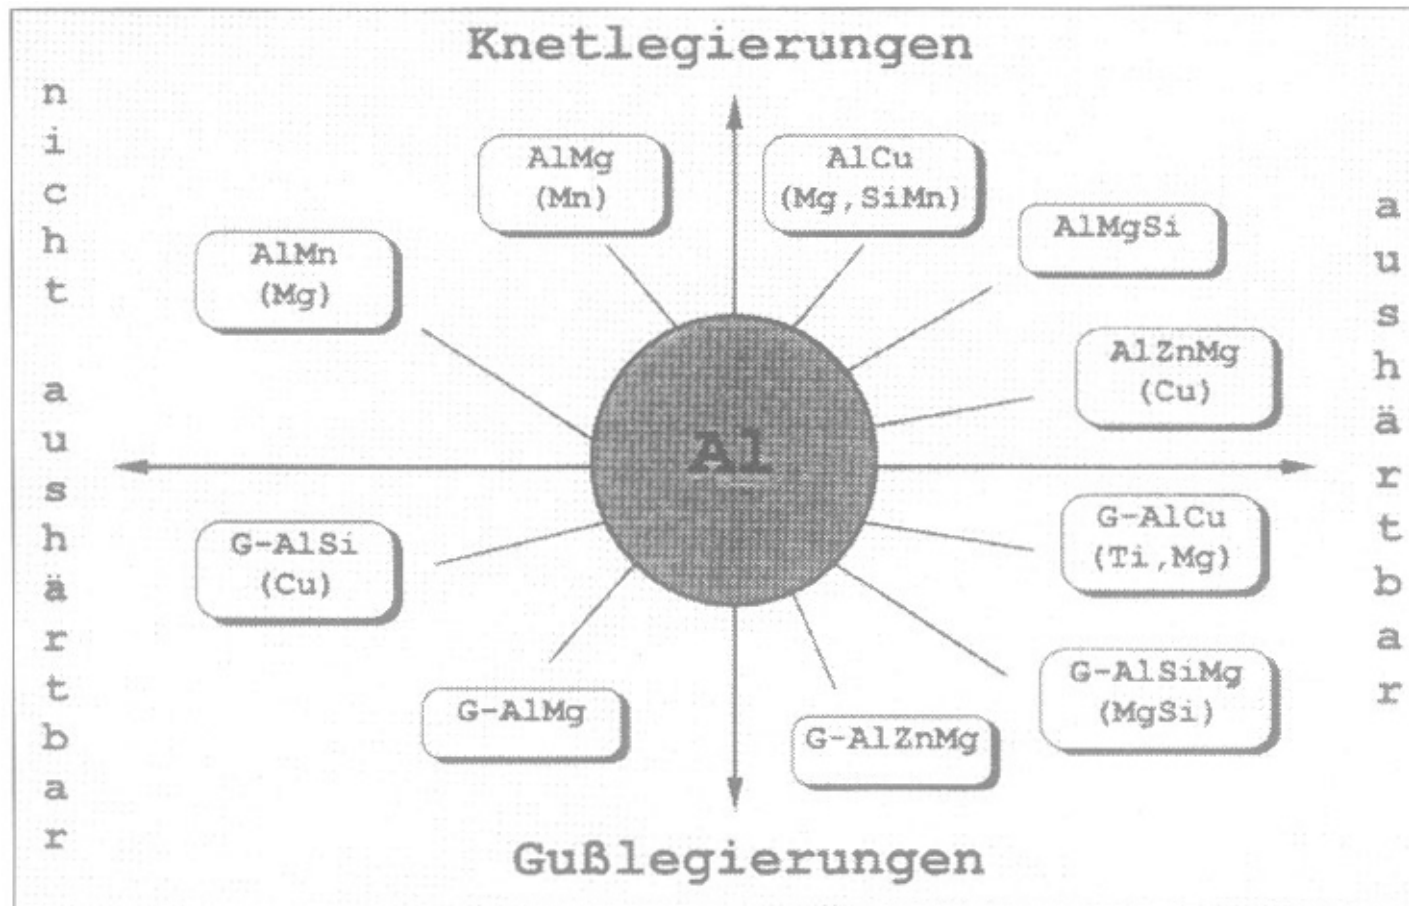 Knetlegierungen
nicht aushärtbar
aushärtbar
AlMg
(Mn)
AlCu
(Mg,SiMn)
AlMn
(Mg)
AlMgSi
AlZnMg
(Cu)
Al
G-AlSi
(Cu)
G-AlCu
(Ti,Mg)
G-AlMg
G-AlZnMg
G-AlSiMg
(MgSi)
Gußlegierungen